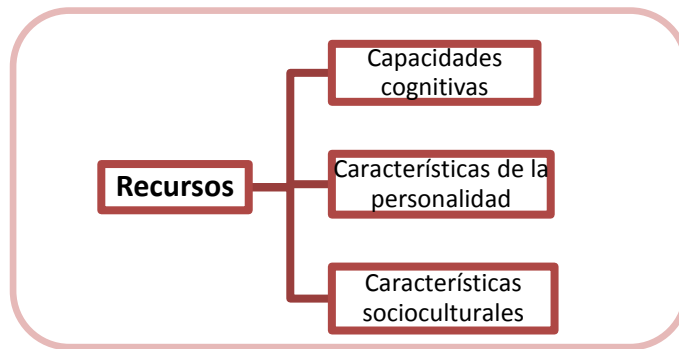 Capacidades
cognitivas
Recursos
Características de la
personalidad
Características
socioculturales